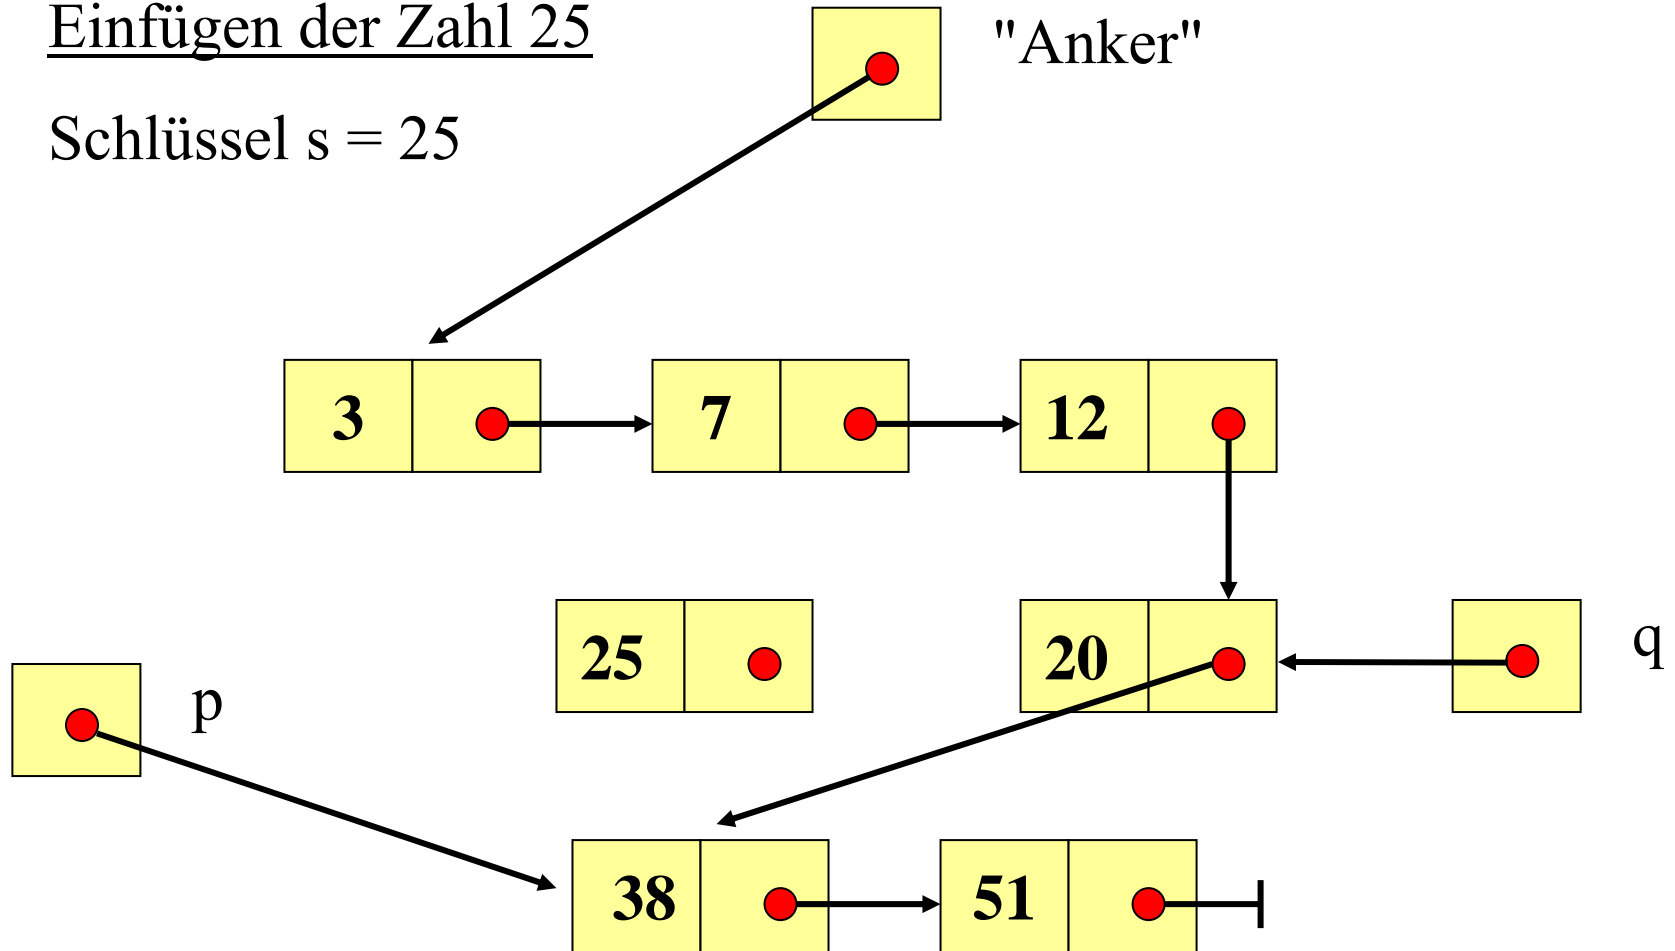 Einfügen der Zahl 25
"Anker"
Schlüssel s = 25
3 7 12
25 20 q
p
38 51